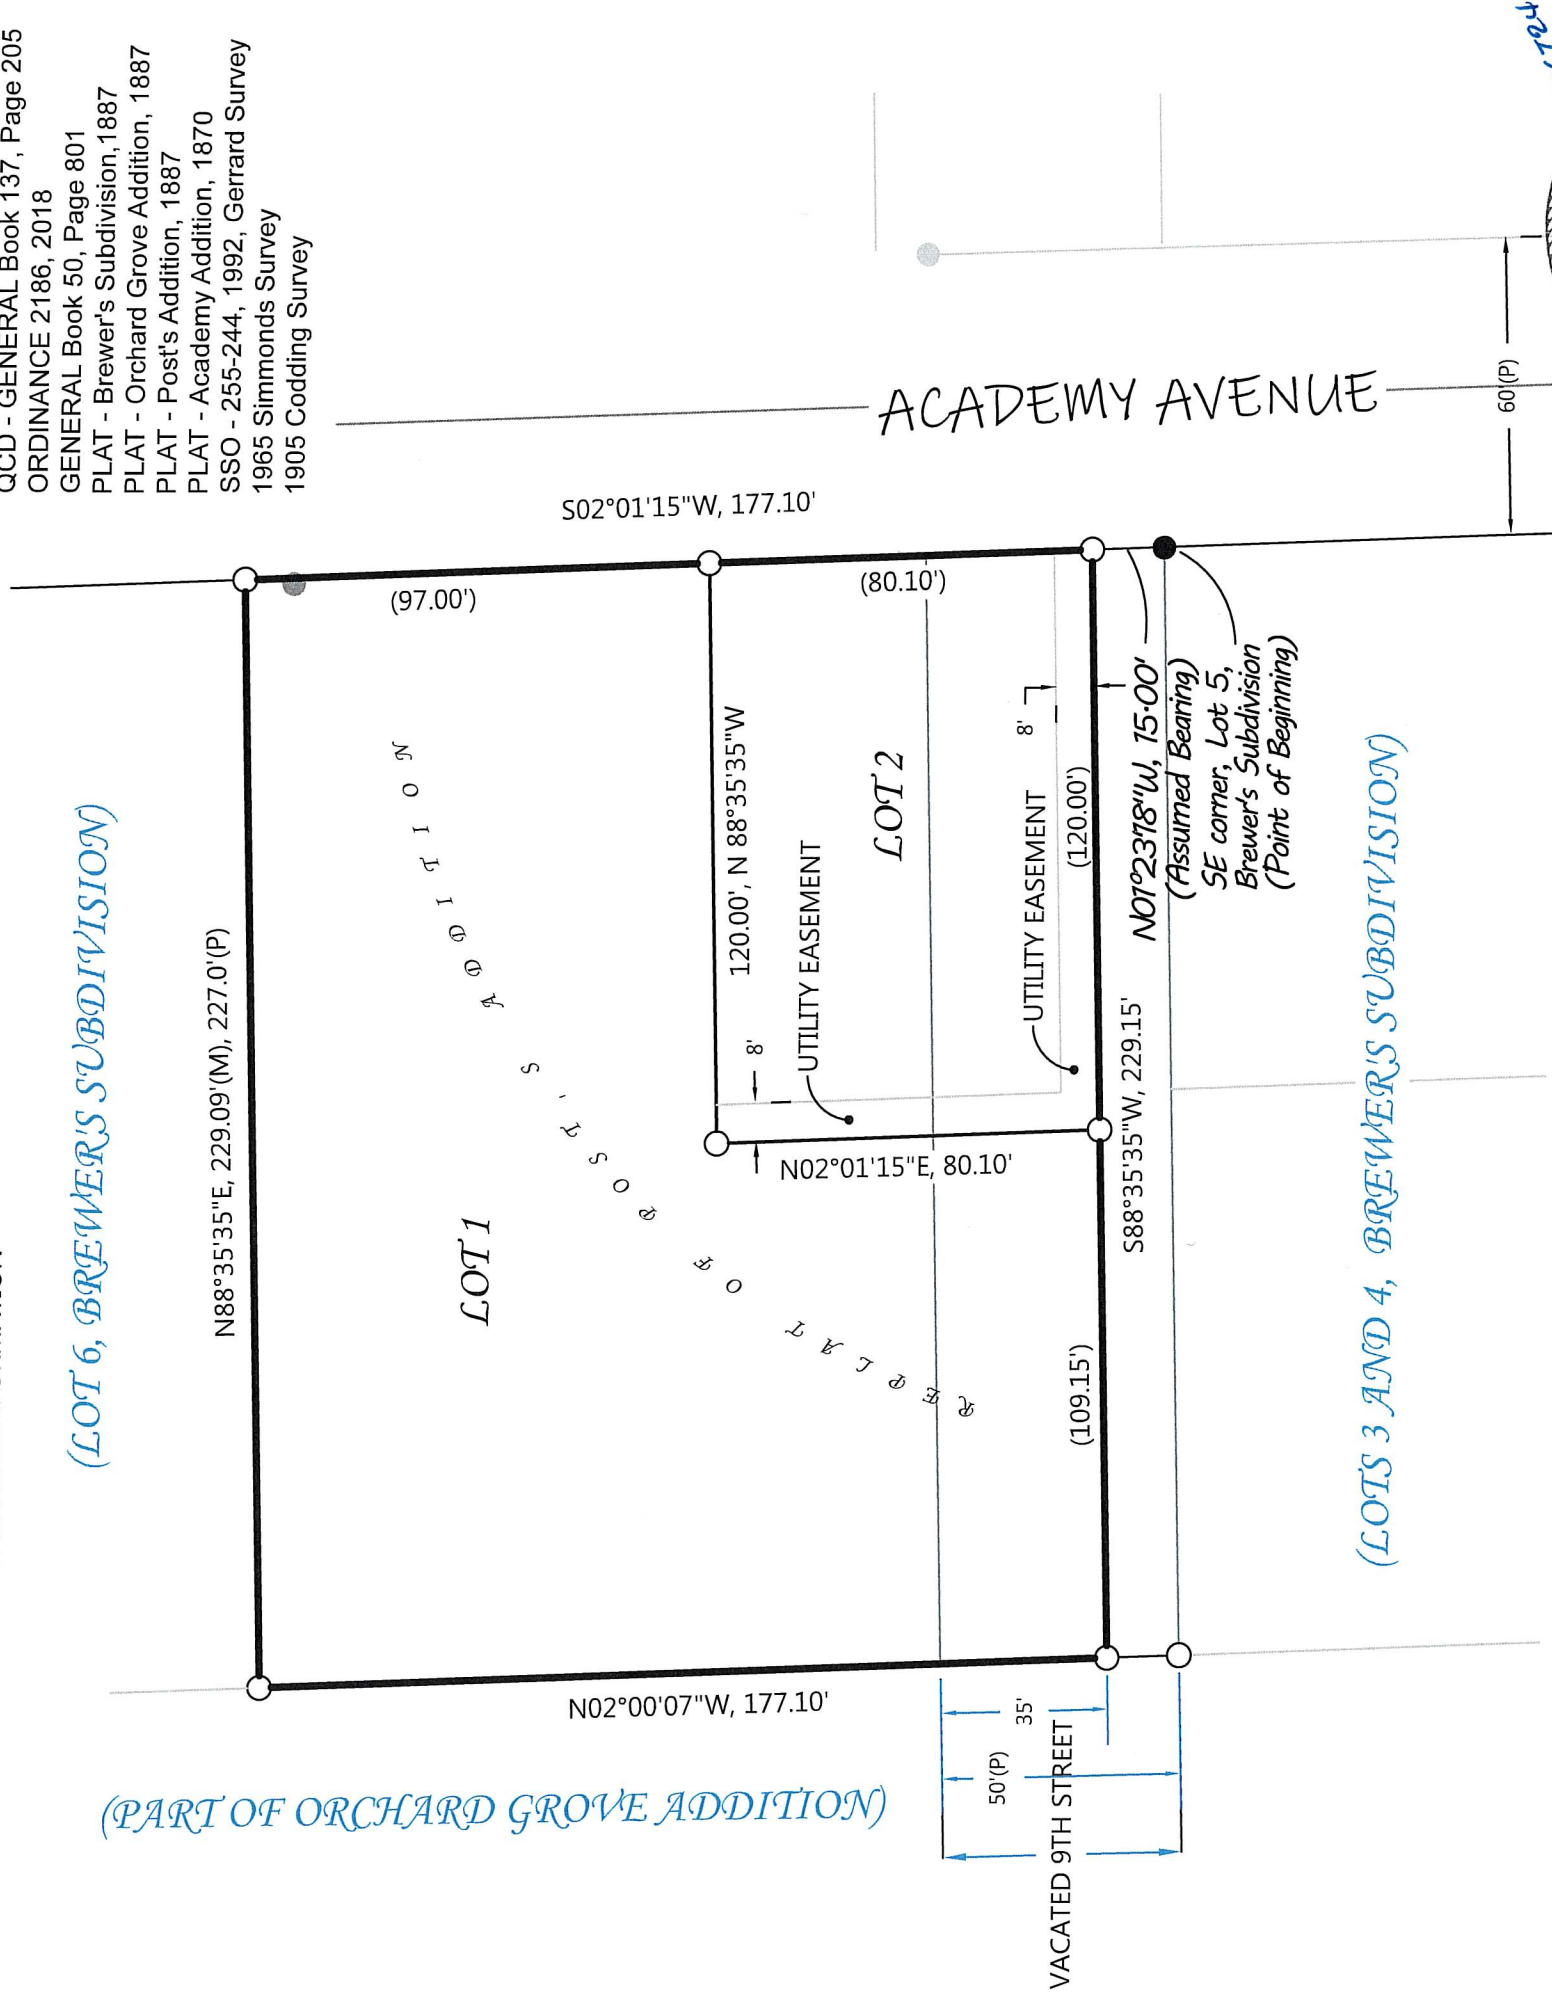 QCD - GENERAL Book 137, Page 205
ORDINANCE 2186, 2018
GENERAL Book 50, Page 801
PLAT - Brewer's Subdivision,1887
PLAT - Orchard Grove Addition, 1887
PLAT - Post's Addition, 1887
PLAT - Academy Addition, 1870
SSO - 255-244, 1992, Gerrard Survey
1965 Simmonds Survey
1905 Codding Survey
(LOT 6, BREWER'S SUBDIVISION)
N88°35'35"E, 229.09'(M), 227.0'(P)
S02°01'15"W, 177.10'
(97.00')
(80.10')
ACADEMY AVENUE
60'(P)
REPLAT OF POST'S ADDITION
LOT 1
120.00', N 88°35'35"W
LOT 2
8'
UTILITY EASEMENT
N02°01'15"E, 80.10'
8'
UTILITY EASEMENT
(120.00')
(109.15')
S88°35'35"W, 229.15'
N01°23'18"W, 15.00'
(Assumed Bearing)
SE corner, Lot 5,
Brewer's Subdivision
(Point of Beginning)
N02°00'07"W, 177.10'
(PART OF ORCHARD GROVE ADDITION)
35'
50'(P)
VACATED 9TH STREET
(LOTS 3 AND 4, BREWER'S SUBDIVISION)